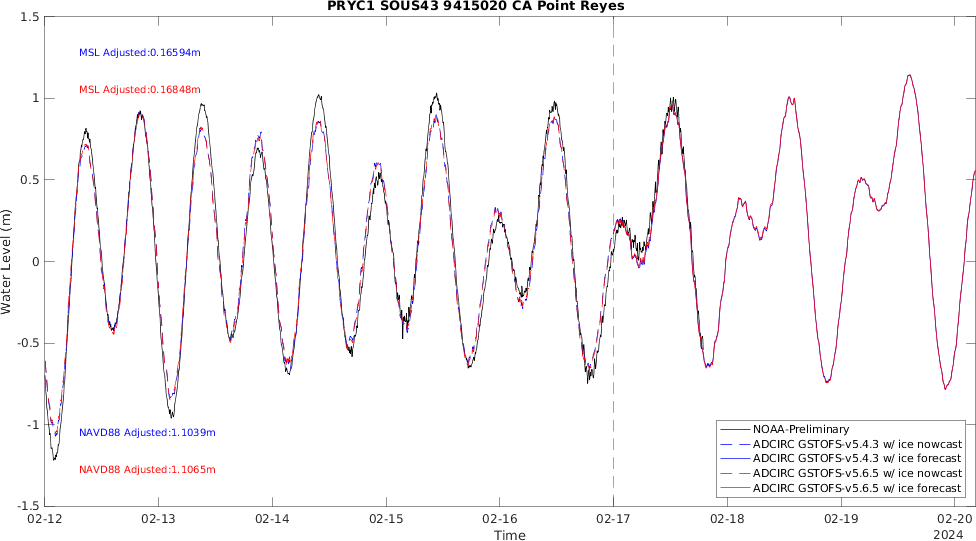 PRYC1 SOUS43 9415020 CA Point Reyes
1.5
MSL Adjusted:0.16594m
MSL Adjusted:0.16848m
1
0.5
0
Water Level (m)
-0.5
-1
NAVD88 Adjusted:1.1039m
NAVD88 Adjusted:1.1065m
-1.5
NOAA-Preliminary
ADCIRC GSTOFS-v5.4.3 w/ ice nowcast
ADCIRC GSTOFS-v5.4.3 w/ ice forecast
ADCIRC GSTOFS-v5.6.5 w/ ice nowcast
ADCIRC GSTOFS-v5.6.5 w/ ice forecast
02-12 02-13 02-14 02-15 02-16 02-17 02-18 02-19 02-20
Time 2024